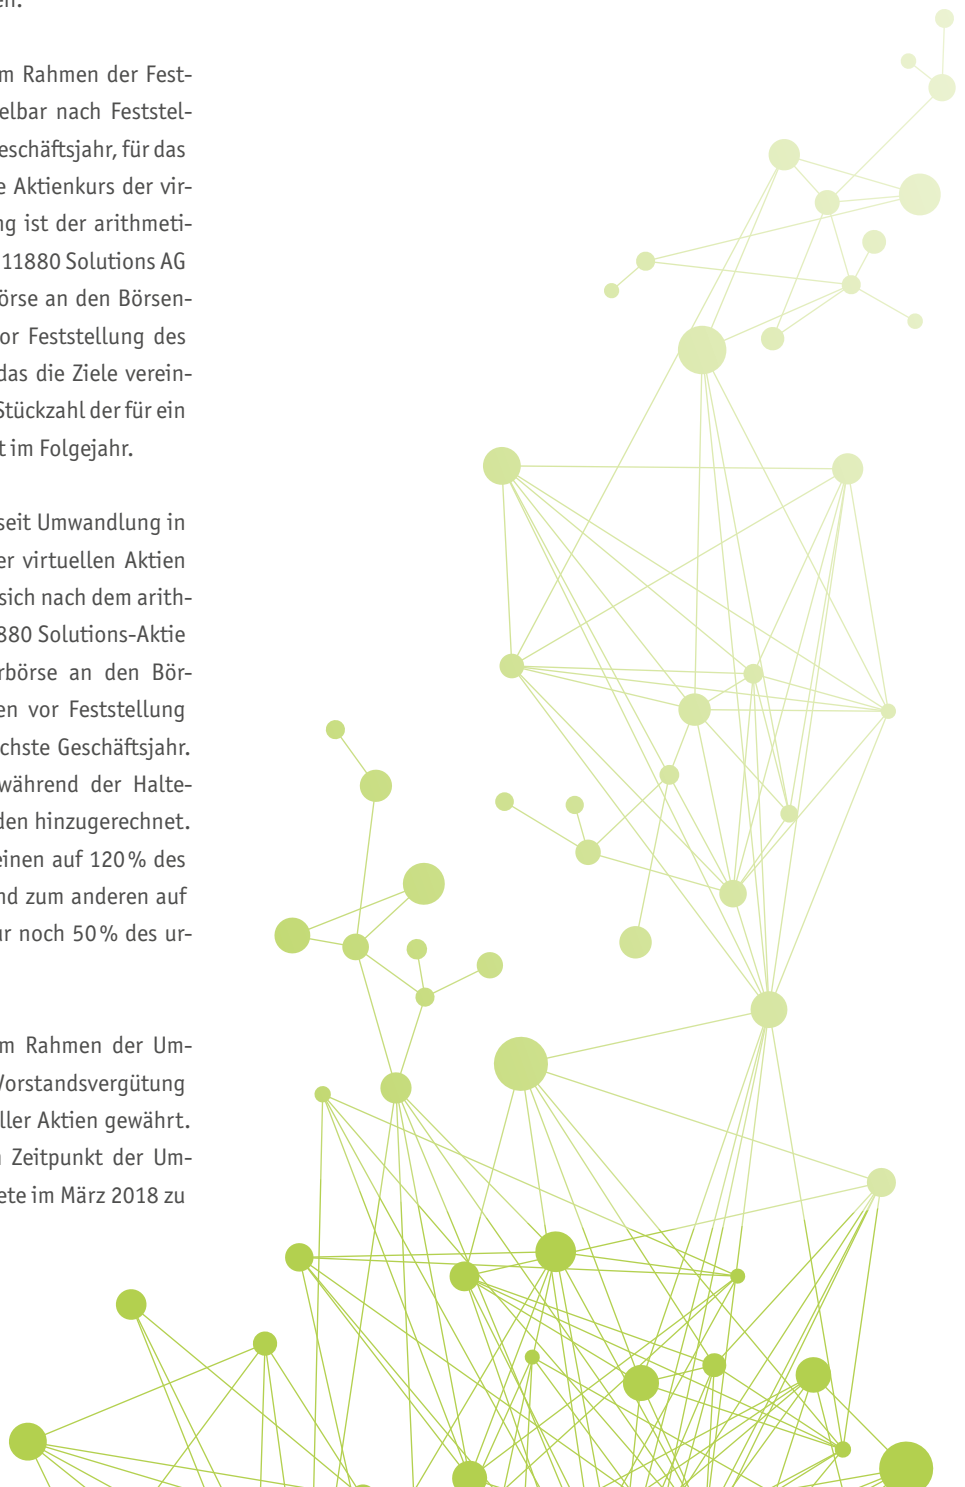 en.
m Rahmen der Fest-
elbar nach Feststel-
eschäftsjahr, für das
e Aktienkurs der vir-
ng ist der arithmeti-
11880 Solutions AG
örse an den Börsen-
or Feststellung des
das die Ziele verein-
Stückzahl der für ein
t im Folgejahr.
seit Umwandlung in
er virtuellen Aktien
sich nach dem arith-
880 Solutions-Aktie
rbörse an den Bör-
en vor Feststellung
chste Geschäftsjahr.
während der Halte-
den hinzugerechnet.
einen auf 120 % des
nd zum anderen auf
ur noch 50 % des ur-
m Rahmen der Um-
Vorstandsvergütung
ller Aktien gewährt.
n Zeitpunkt der Um-
ete im März 2018 zu